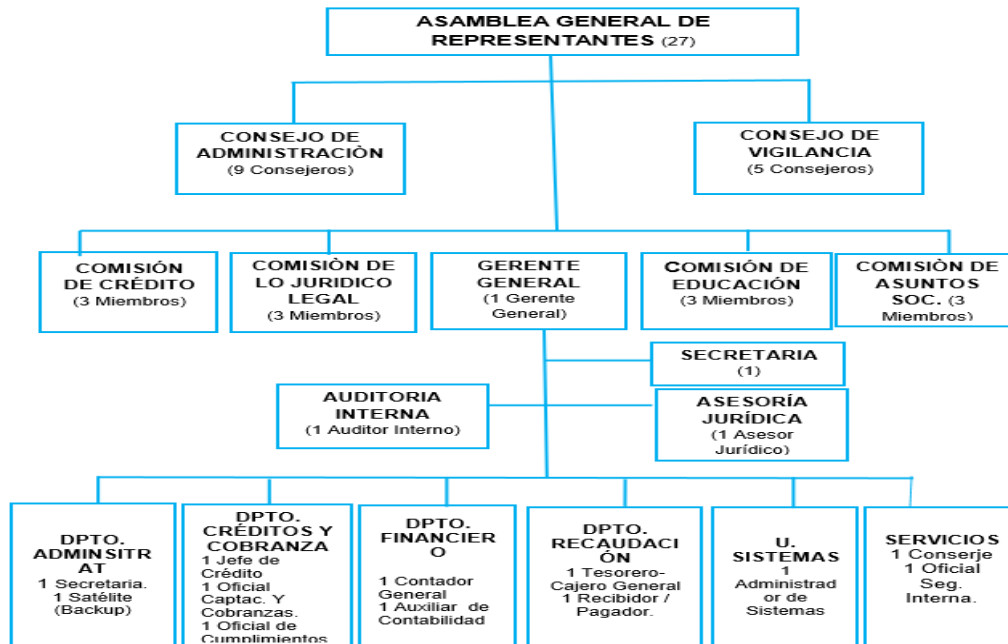 ASAMBLEA GENERAL DE
REPRESENTANTES (27)
CONSEJO DE
ADMINISTRACIÒN
(9 Consejeros)
CONSEJO DE
VIGILANCIA
(5 Consejeros)
COMISIÓN
DE CRÉDITO
(3 Miembros)
COMISIÒN DE
LO JURIDICO
LEGAL
(3 Miembros)
GERENTE
GENERAL
(1 Gerente
General)
COMISIÓN DE
EDUCACIÓN
(3 Miembros)
COMISIÒN DE
ASUNTOS
SOC. (3
Miembros)
SECRETARIA
(1)
AUDITORIA
INTERNA
(1 Auditor Interno)
ASESORÍA
JURÍDICA
(1 Asesor
Jurídico)
DPTO.
ADMINSITR
AT
1 Secretaria.
1 Satélite
(Backup)
DPTO.
CRÉDITOS Y
COBRANZA
1 Jefe de
Crédito
1 Oficial
Captac. Y
Cobranzas.
1 Oficial de
Cumplimientos
DPTO.
FINANCIER
O
1 Contador
General
1 Auxiliar de
Contabilidad
DPTO.
RECAUDACI
ÓN
1 Tesorero-
Cajero General
1 Recibidor /
Pagador.
U.
SISTEMAS
1
Administrad
or de
Sistemas
SERVICIOS
1 Conserje
1 Oficial
Seg.
Interna.